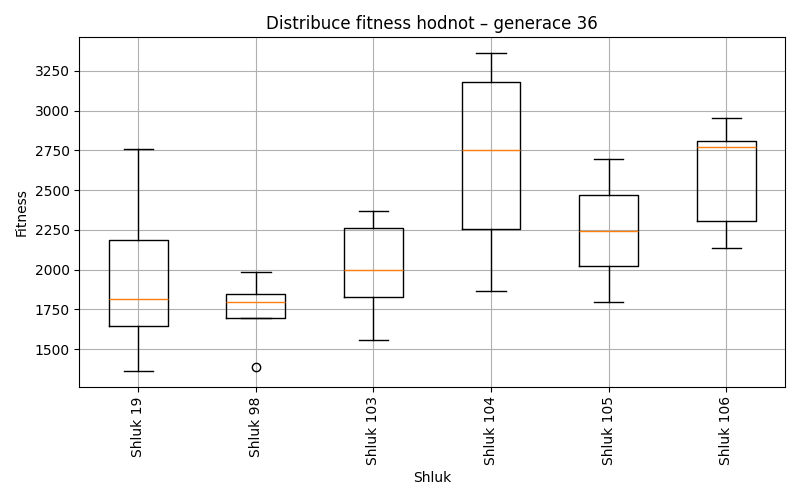 Distribuce fitness hodnot – generace 36
Fitness
3250
3000
2750
2500
2250
2000
1750
1500
Shluk 19
Shluk 98
Shluk 103
Shluk 104
Shluk 105
Shluk 106
Shluk